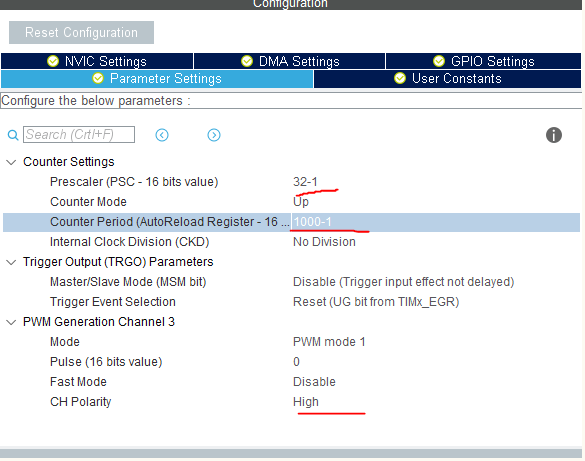 Configuration
Reset Configuration
NVIC Settings DMA Settings GPIO Settings
Parameter Settings User Constants
Configure the below parameters :
Search (Crtl+F)
Counter Settings
Prescaler (PSC - 16 bits value) 32-1
Counter Mode Up
Counter Period (AutoReload Register - 16 ... 1000-1
Internal Clock Division (CKD) No Division
Trigger Output (TRGO) Parameters
Master/Slave Mode (MSM bit) Disable (Trigger input effect not delayed)
Trigger Event Selection Reset (UG bit from TIMx_EGR)
PWM Generation Channel 3
Mode PWM mode 1
Pulse (16 bits value) 0
Fast Mode Disable
CH Polarity High